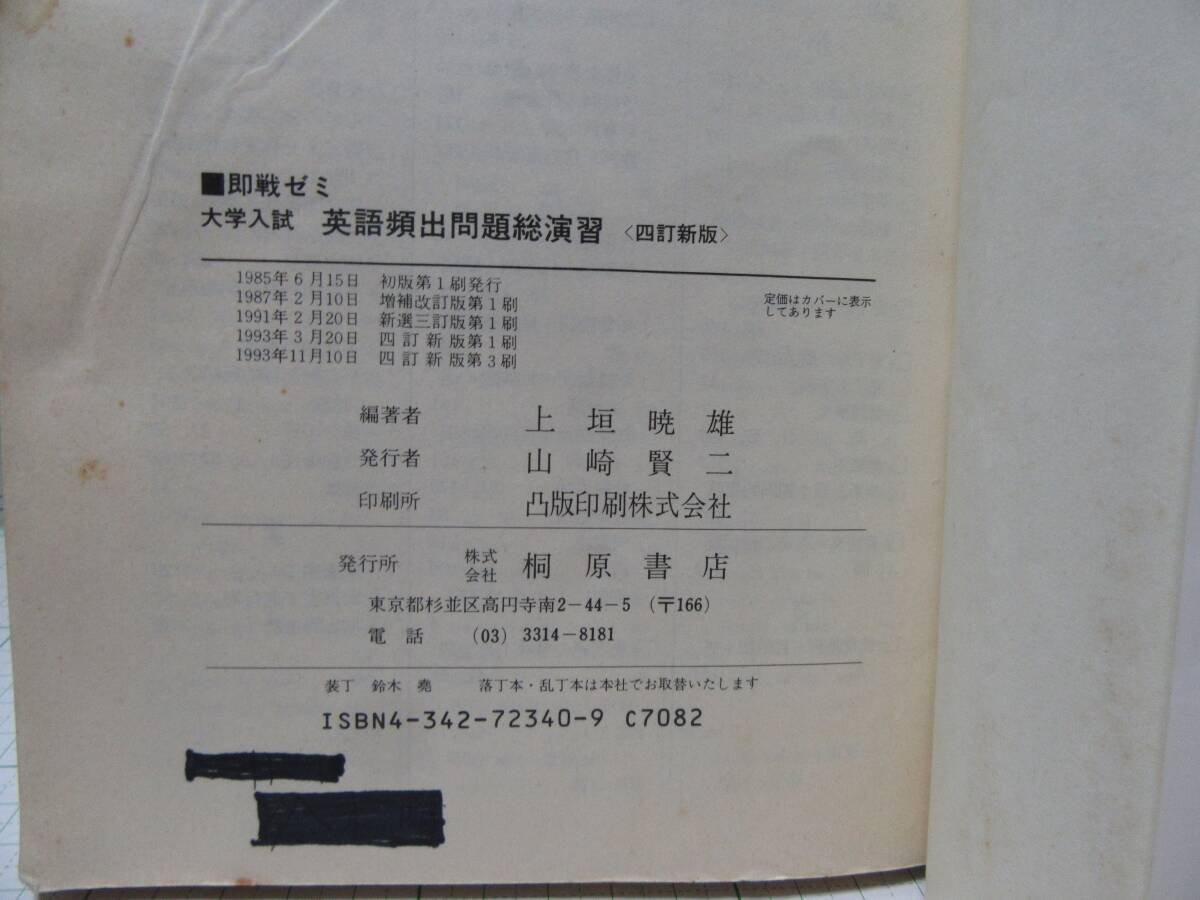 ■即戦ゼミ
大学入試 英語頻出問題総演習 〈四訂新版〉
1985年6月15日 初版第1刷発行
1987年2月10日 増補改訂版第1刷
1991年2月20日 新選三訂版第1刷
1993年3月20日 四訂新版第1刷
1993年11月10日 四訂新版第3刷
定価はカバーに表示
してあります
編著者 上垣暁雄
発行者 山崎賢二
印刷所 凸版印刷株式会社
発行所 株式会社 桐原書店
東京都杉並区高円寺南2-44-5 (〒166)
電話 (03) 3314-8181
装丁 鈴木堯 落丁本・乱丁本は本社でお取替いたします
ISBN4-342-72340-9 C7082